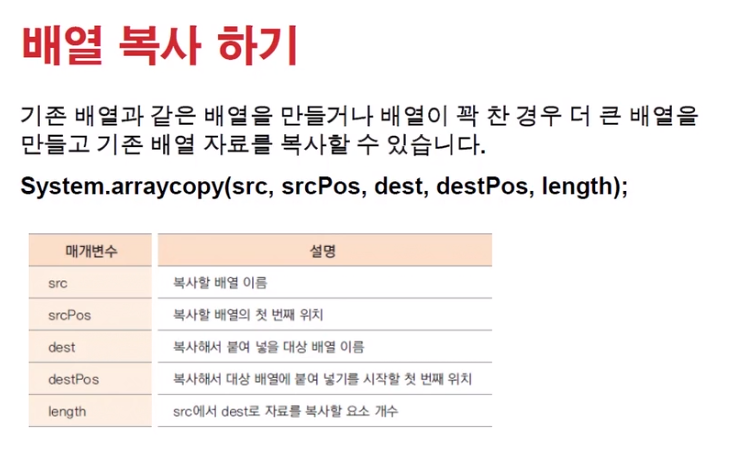 배열 복사 하기
기존 배열과 같은 배열을 만들거나 배열이 꽉 찬 경우 더 큰 배열을
만들고 기존 배열 자료를 복사할 수 있습니다.
System.arraycopy(src, srcPos, dest, destPos, length);
매개변수 설명
src 복사할 배열 이름
srcPos 복사할 배열의 첫 번째 위치
dest 복사해서 붙여 넣을 대상 배열 이름
destPos 복사해서 대상 배열에 붙여 넣기를 시작할 첫 번째 위치
length src에서 dest로 자료를 복사할 요소 개수